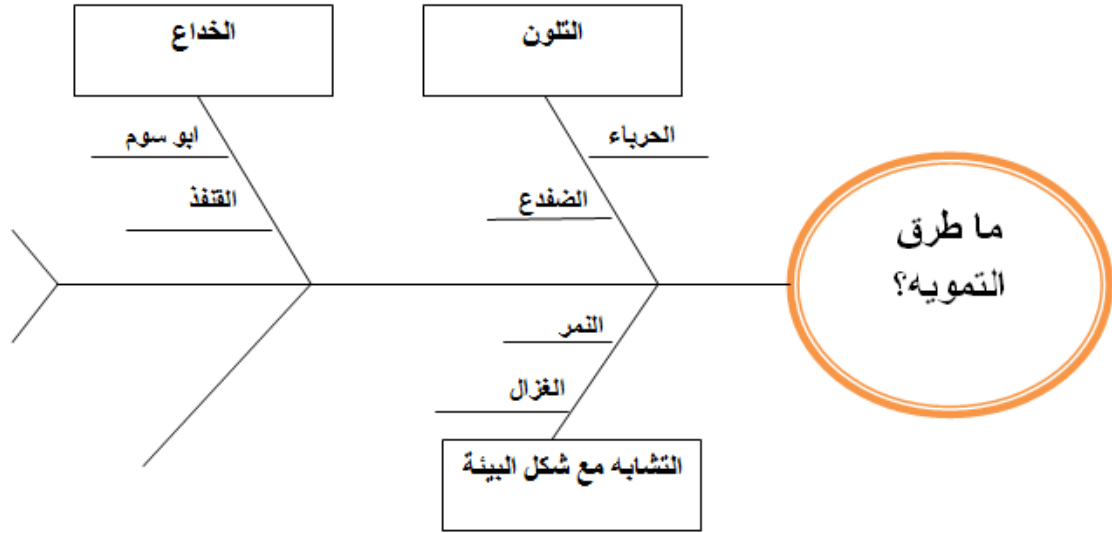 التلون
الخداع
الحرباء
ابو سوم
الضفدع
القنفذ
ما طرق
التمويه؟
النمر
الغزال
التشابه مع شكل البيئة